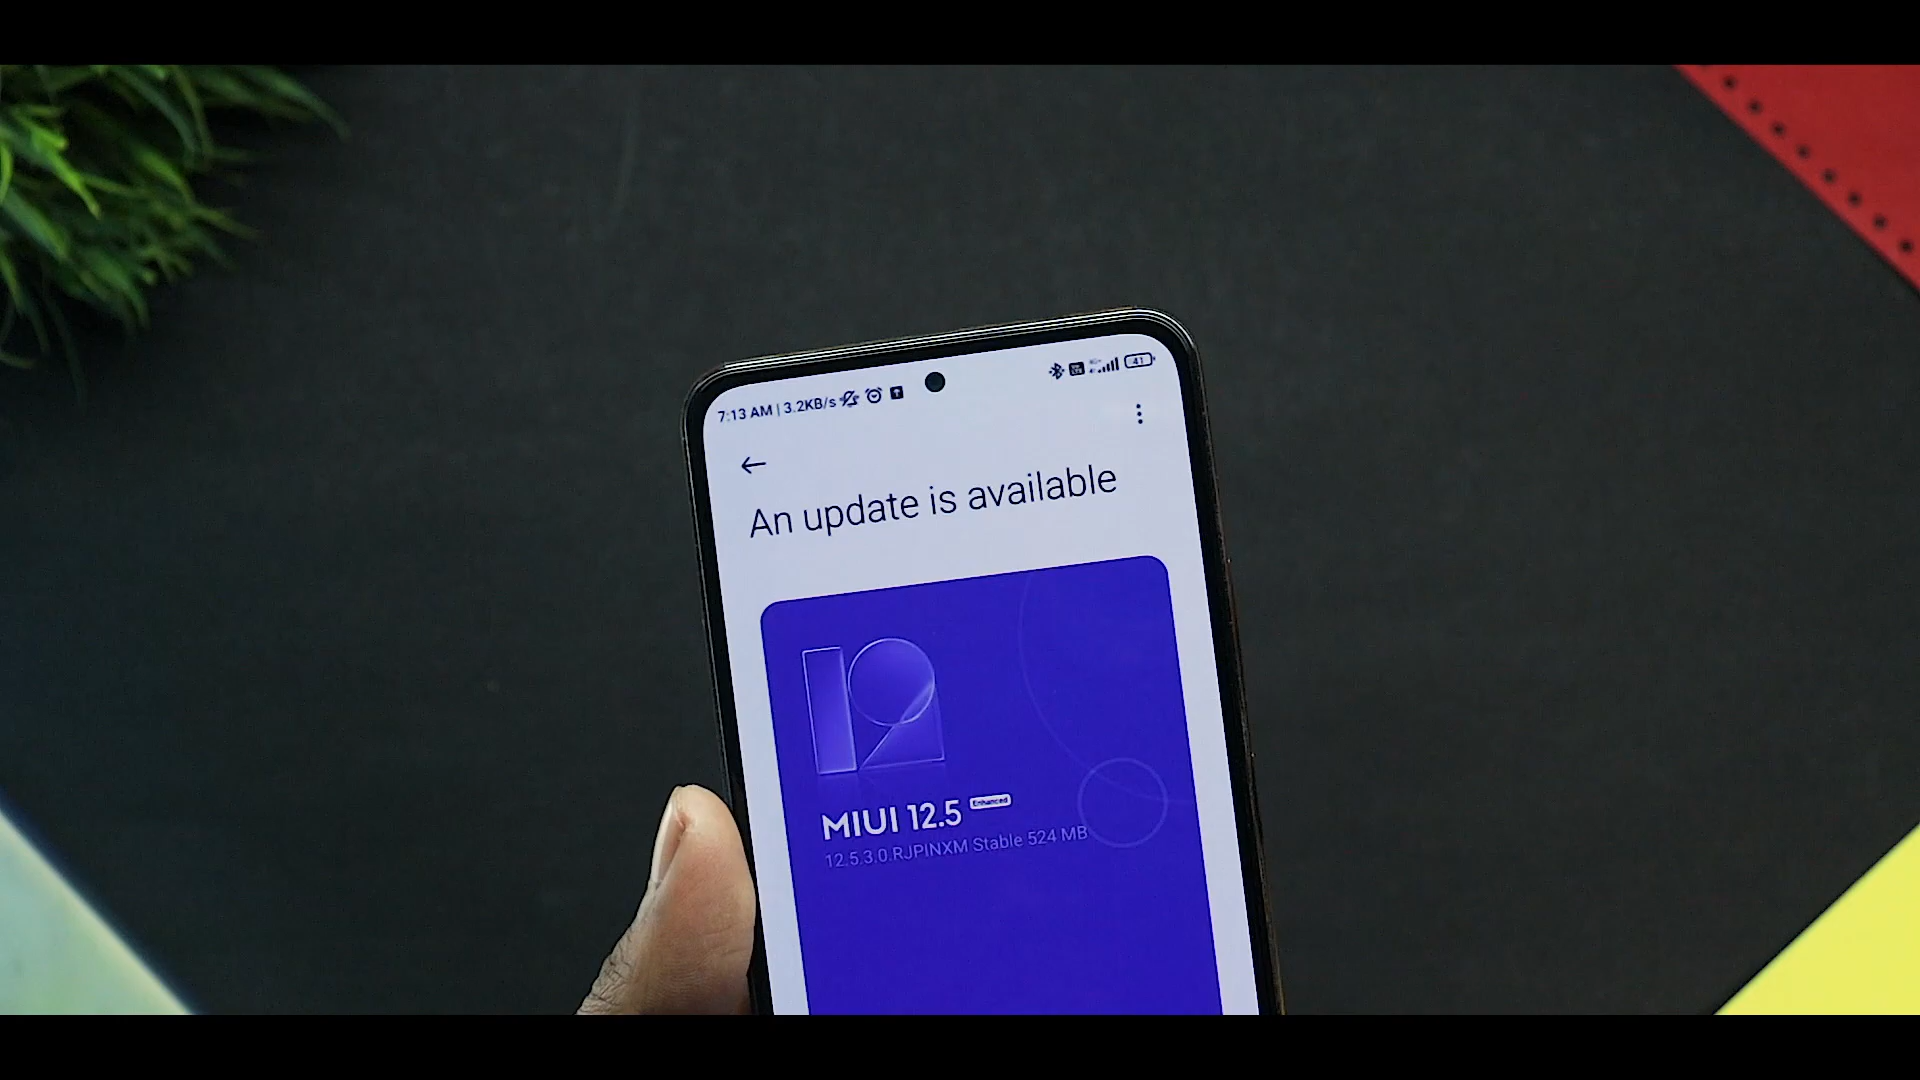 7:13 AM | 3.2KB/s
41
An update is available
MIUI 12.5 Enhanced
12.5.3.0.RJPINXM Stable 524 MB